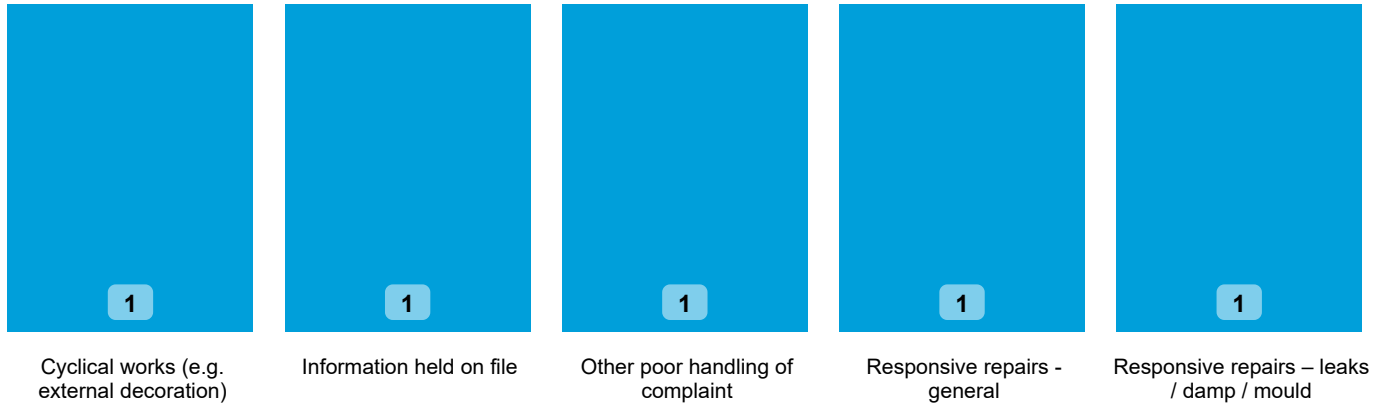 1
1
1
1
1
Cyclical works (e.g.
external decoration)
Information held on file
Other poor handling of
complaint
Responsive repairs -
general
Responsive repairs – leaks
/ damp / mould